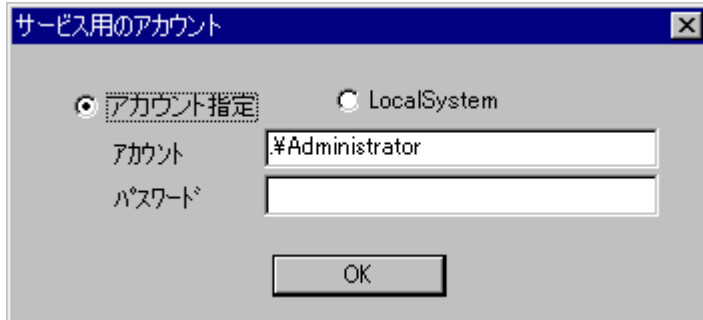 サービス用のアカウント
アカウント指定 LocalSystem
アカウント .¥Administrator
ﾊﾟｽﾜｰﾄﾞ
OK